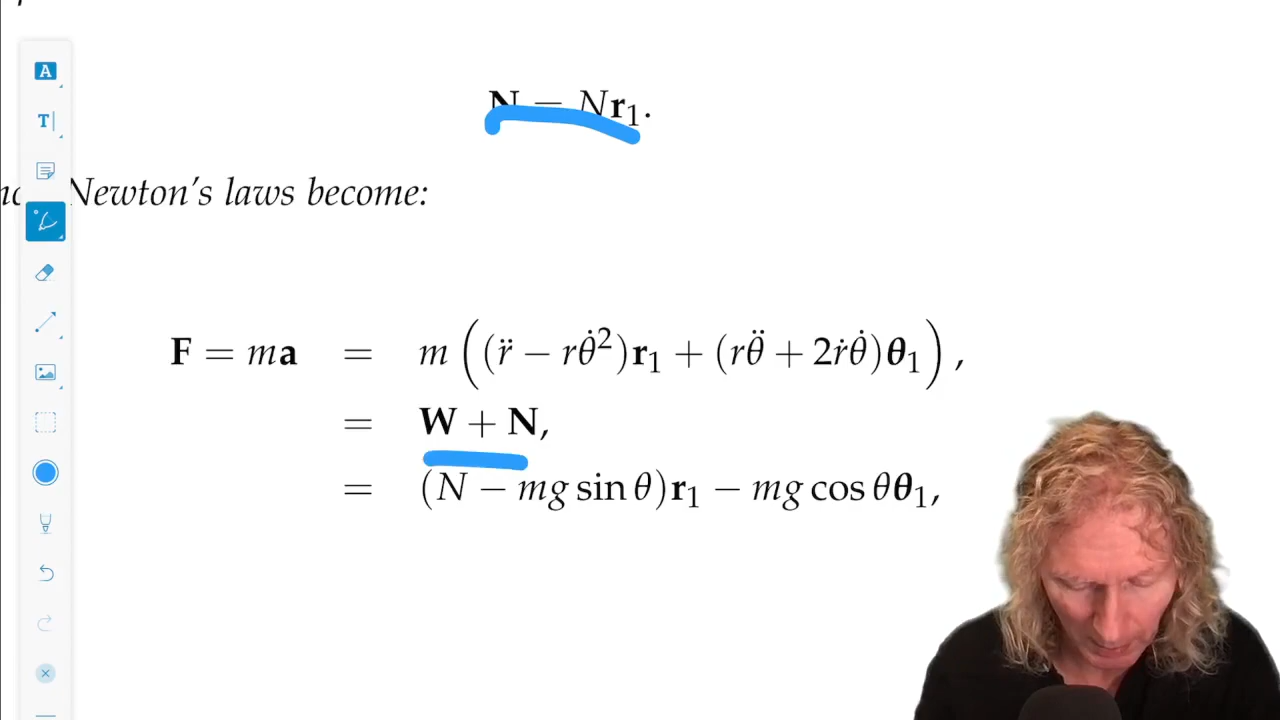 N = Nr₁.
Newton's laws become:
F = ma = m((r̈ − rθ̇²)r₁ + (rθ̈ + 2ṙθ̇)θ₁),
= W + N,
= (N − mg sin θ)r₁ − mg cos θθ₁,